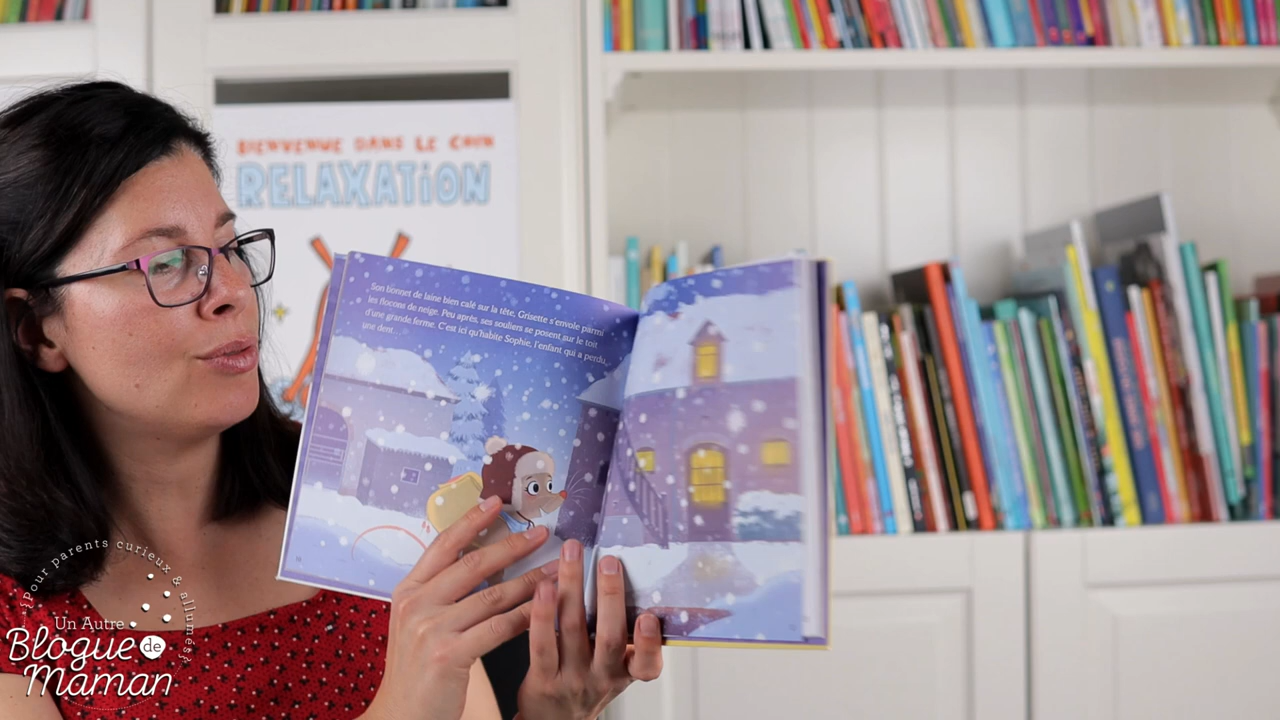 BIENVENUE DANS LE COIN
RELAXATION
Son bonnet de laine bien calé sur la tête, Grisette s'envole parmi
les flocons de neige. Peu après, ses souliers se posent sur le toit
d'une grande ferme. C'est ici qu'habite Sophie, l'enfant qui a perdu
une dent...
{Pour parents curieux & allumés}
Un Autre
Blogue de
Maman